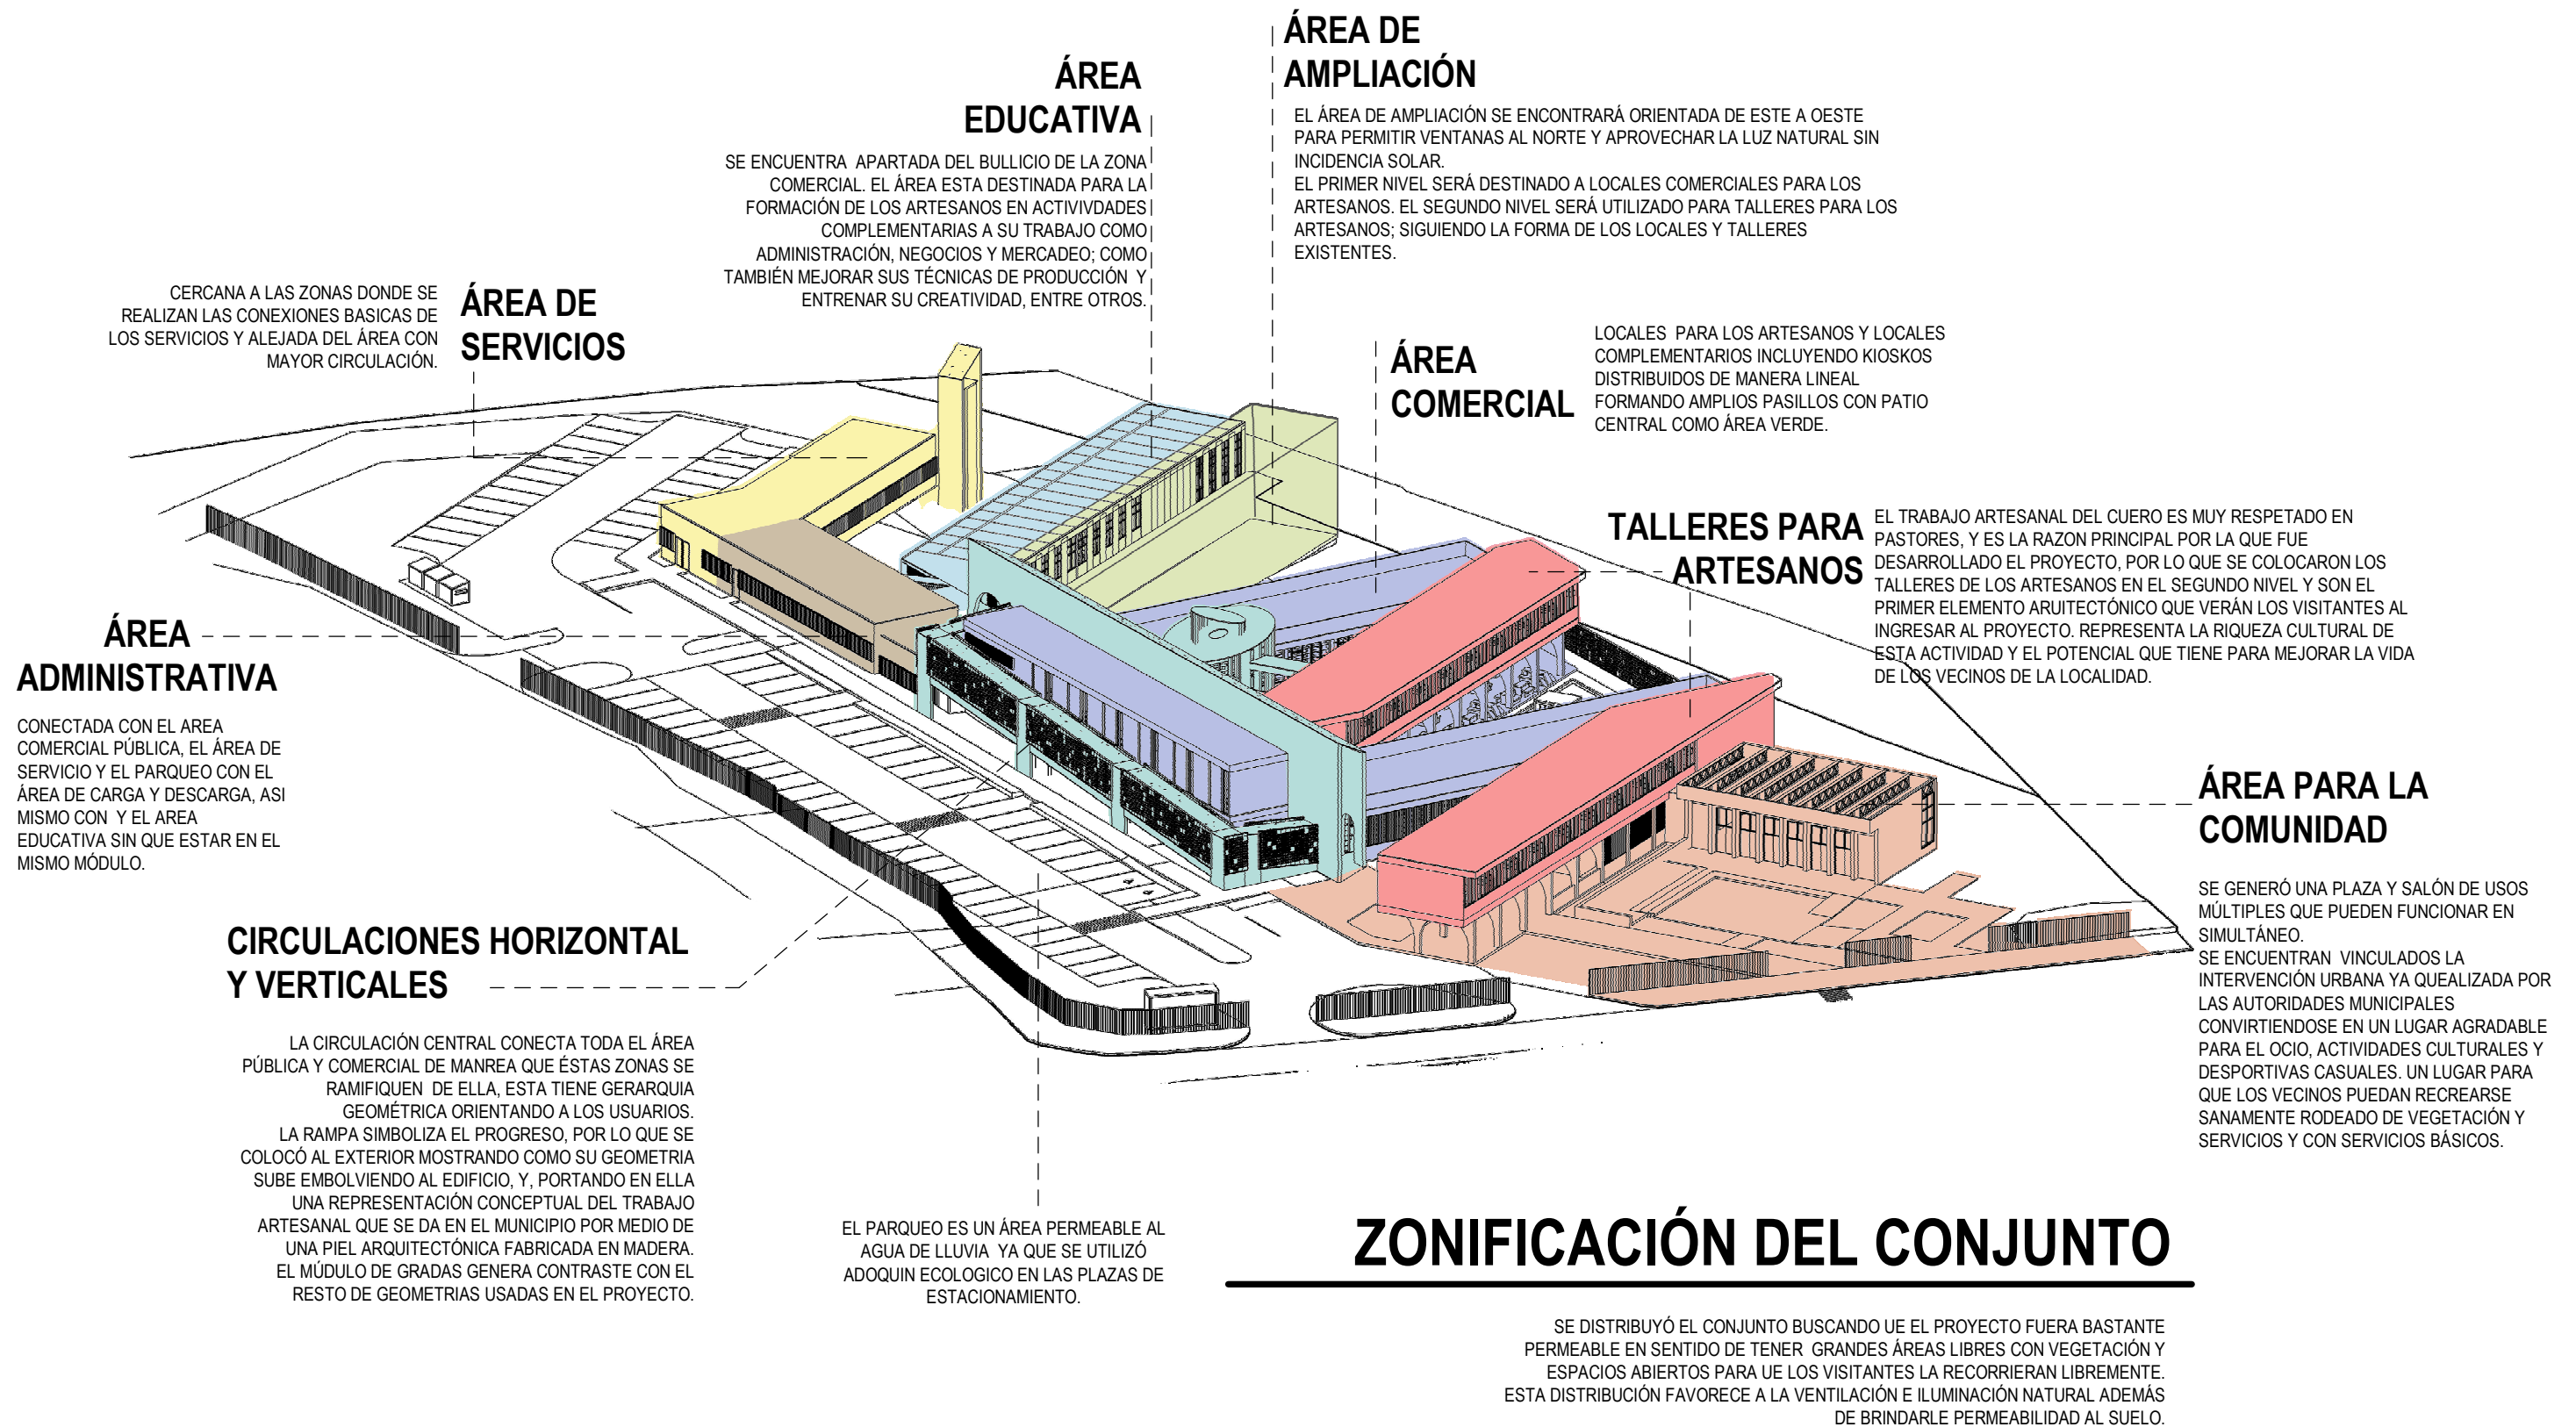 ÁREA DE
AMPLIACIÓN
EL ÁREA DE AMPLIACIÓN SE ENCONTRARÁ ORIENTADA DE ESTE A OESTE
PARA PERMITIR VENTANAS AL NORTE Y APROVECHAR LA LUZ NATURAL SIN
INCIDENCIA SOLAR.
EL PRIMER NIVEL SERÁ DESTINADO A LOCALES COMERCIALES PARA LOS
ARTESANOS. EL SEGUNDO NIVEL SERÁ UTILIZADO PARA TALLERES PARA LOS
ARTESANOS; SIGUIENDO LA FORMA DE LOS LOCALES Y TALLERES
EXISTENTES.
ÁREA
EDUCATIVA
SE ENCUENTRA APARTADA DEL BULLICIO DE LA ZONA
COMERCIAL. EL ÁREA ESTA DESTINADA PARA LA
FORMACIÓN DE LOS ARTESANOS EN ACTIVIVDADES
COMPLEMENTARIAS A SU TRABAJO COMO
ADMINISTRACIÓN, NEGOCIOS Y MERCADEO; COMO
TAMBIÉN MEJORAR SUS TÉCNICAS DE PRODUCCIÓN Y
ENTRENAR SU CREATIVIDAD, ENTRE OTROS.
CERCANA A LAS ZONAS DONDE SE
REALIZAN LAS CONEXIONES BASICAS DE
LOS SERVICIOS Y ALEJADA DEL ÁREA CON
MAYOR CIRCULACIÓN.
ÁREA DE
SERVICIOS
ÁREA
COMERCIAL
LOCALES PARA LOS ARTESANOS Y LOCALES
COMPLEMENTARIOS INCLUYENDO KIOSKOS
DISTRIBUIDOS DE MANERA LINEAL
FORMANDO AMPLIOS PASILLOS CON PATIO
CENTRAL COMO ÁREA VERDE.
TALLERES PARA
ARTESANOS
EL TRABAJO ARTESANAL DEL CUERO ES MUY RESPETADO EN
PASTORES, Y ES LA RAZON PRINCIPAL POR LA QUE FUE
DESARROLLADO EL PROYECTO, POR LO QUE SE COLOCARON LOS
TALLERES DE LOS ARTESANOS EN EL SEGUNDO NIVEL Y SON EL
PRIMER ELEMENTO ARUITECTÓNICO QUE VERÁN LOS VISITANTES AL
INGRESAR AL PROYECTO. REPRESENTA LA RIQUEZA CULTURAL DE
ESTA ACTIVIDAD Y EL POTENCIAL QUE TIENE PARA MEJORAR LA VIDA
DE LOS VECINOS DE LA LOCALIDAD.
ÁREA
ADMINISTRATIVA
CONECTADA CON EL AREA
COMERCIAL PÚBLICA, EL ÁREA DE
SERVICIO Y EL PARQUEO CON EL
ÁREA DE CARGA Y DESCARGA, ASI
MISMO CON Y EL AREA
EDUCATIVA SIN QUE ESTAR EN EL
MISMO MÓDULO.
ÁREA PARA LA
COMUNIDAD
SE GENERÓ UNA PLAZA Y SALÓN DE USOS
MÚLTIPLES QUE PUEDEN FUNCIONAR EN
SIMULTÁNEO.
SE ENCUENTRAN VINCULADOS LA
INTERVENCIÓN URBANA YA QUEALIZADA POR
LAS AUTORIDADES MUNICIPALES
CONVIRTIENDOSE EN UN LUGAR AGRADABLE
PARA EL OCIO, ACTIVIDADES CULTURALES Y
DESPORTIVAS CASUALES. UN LUGAR PARA
QUE LOS VECINOS PUEDAN RECREARSE
SANAMENTE RODEADO DE VEGETACIÓN Y
SERVICIOS Y CON SERVICIOS BÁSICOS.
CIRCULACIONES HORIZONTAL
Y VERTICALES
LA CIRCULACIÓN CENTRAL CONECTA TODA EL ÁREA
PÚBLICA Y COMERCIAL DE MANREA QUE ÉSTAS ZONAS SE
RAMIFIQUEN DE ELLA, ESTA TIENE GERARQUIA
GEOMÉTRICA ORIENTANDO A LOS USUARIOS.
LA RAMPA SIMBOLIZA EL PROGRESO, POR LO QUE SE
COLOCÓ AL EXTERIOR MOSTRANDO COMO SU GEOMETRIA
SUBE EMBOLVIENDO AL EDIFICIO, Y, PORTANDO EN ELLA
UNA REPRESENTACIÓN CONCEPTUAL DEL TRABAJO
ARTESANAL QUE SE DA EN EL MUNICIPIO POR MEDIO DE
UNA PIEL ARQUITECTÓNICA FABRICADA EN MADERA.
EL MÚDULO DE GRADAS GENERA CONTRASTE CON EL
RESTO DE GEOMETRIAS USADAS EN EL PROYECTO.
EL PARQUEO ES UN ÁREA PERMEABLE AL
AGUA DE LLUVIA YA QUE SE UTILIZÓ
ADOQUIN ECOLOGICO EN LAS PLAZAS DE
ESTACIONAMIENTO.
ZONIFICACIÓN DEL CONJUNTO
SE DISTRIBUYÓ EL CONJUNTO BUSCANDO UE EL PROYECTO FUERA BASTANTE
PERMEABLE EN SENTIDO DE TENER GRANDES ÁREAS LIBRES CON VEGETACIÓN Y
ESPACIOS ABIERTOS PARA UE LOS VISITANTES LA RECORRIERAN LIBREMENTE.
ESTA DISTRIBUCIÓN FAVORECE A LA VENTILACIÓN E ILUMINACIÓN NATURAL ADEMÁS
DE BRINDARLE PERMEABILIDAD AL SUELO.